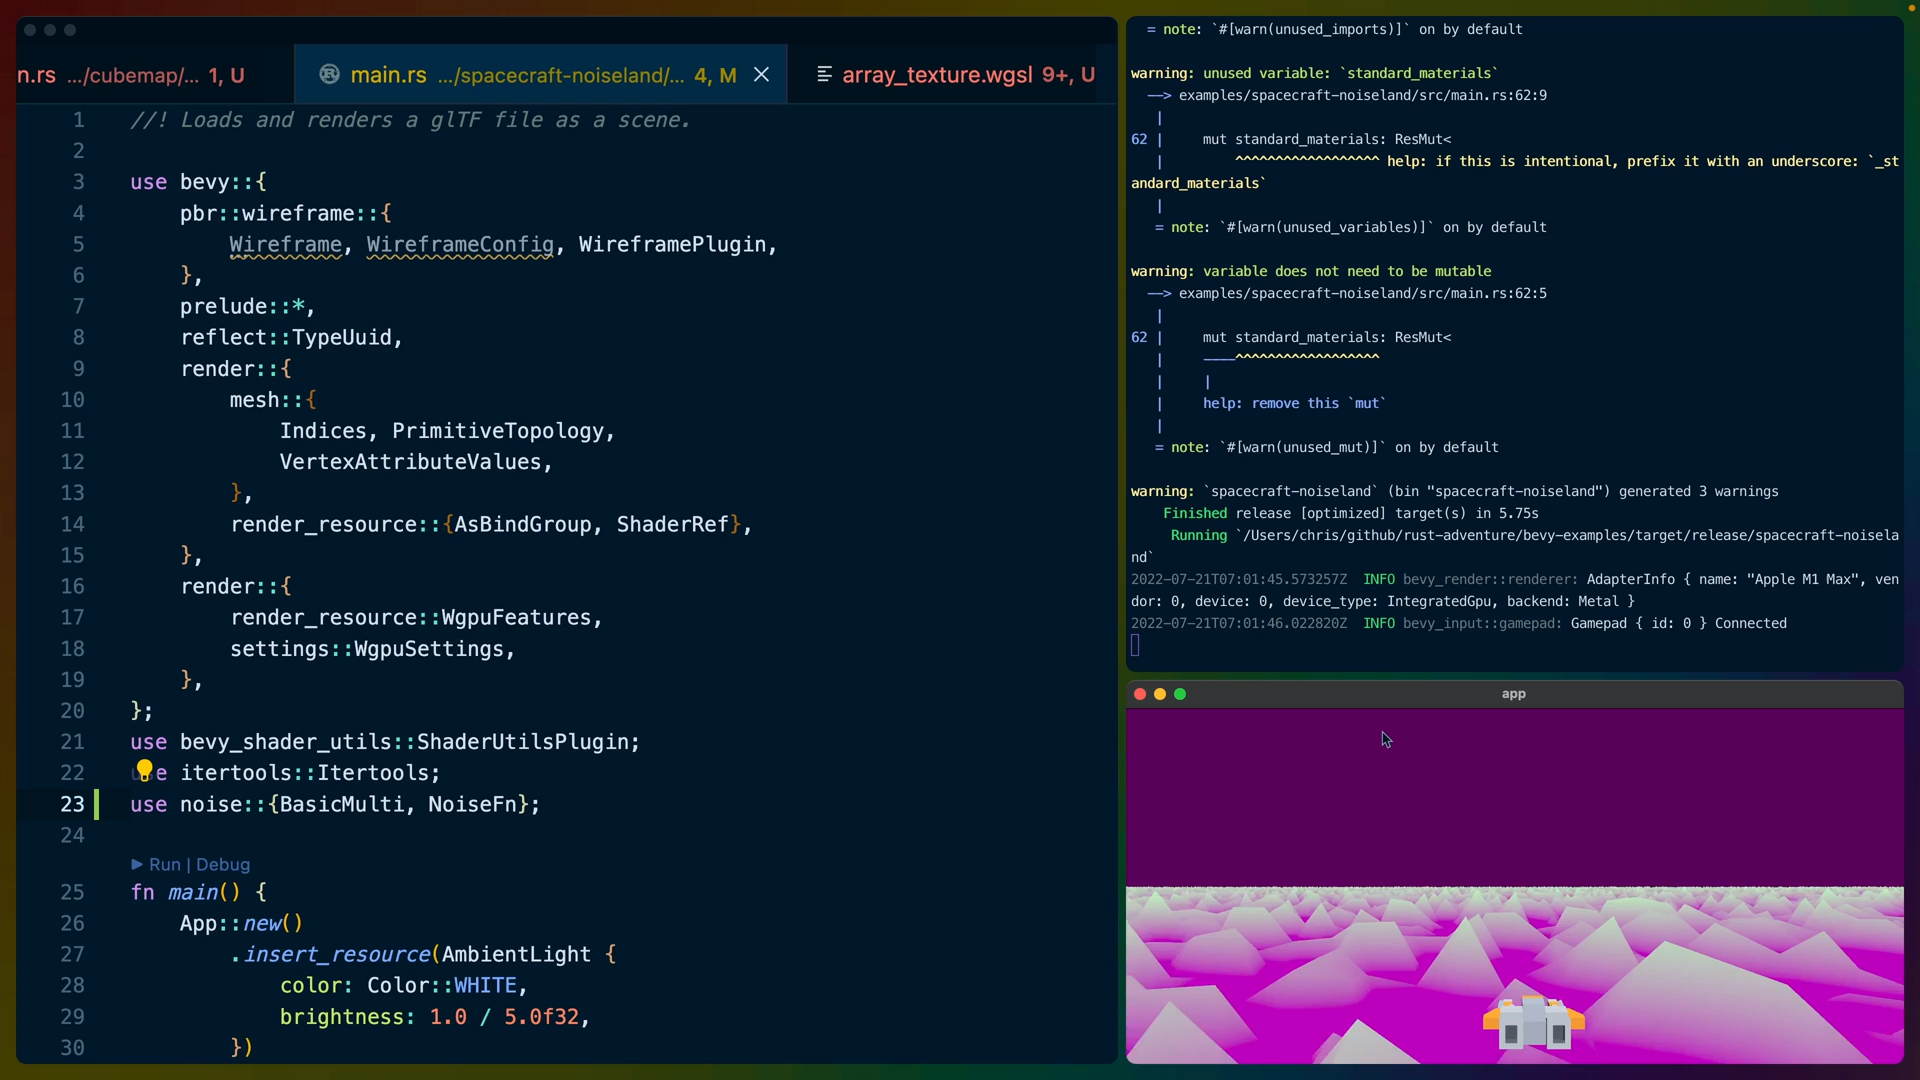 n.rs .../cubemap/... 1, U
main.rs .../spacecraft-noiseland/... 4, M
array_texture.wgsl 9+, U
1 //! Loads and renders a glTF file as a scene.
2
3 use bevy::{
4 pbr::wireframe::{
5 Wireframe, WireframeConfig, WireframePlugin,
6 },
7 prelude::*,
8 reflect::TypeUuid,
9 render::{
10 mesh::{
11 Indices, PrimitiveTopology,
12 VertexAttributeValues,
13 },
14 render_resource::{AsBindGroup, ShaderRef},
15 },
16 render::{
17 render_resource::WgpuFeatures,
18 settings::WgpuSettings,
19 },
20 };
21 use bevy_shader_utils::ShaderUtilsPlugin;
22 use itertools::Itertools;
23 use noise::{BasicMulti, NoiseFn};
24
Run | Debug
25 fn main() {
26 App::new()
27 .insert_resource(AmbientLight {
28 color: Color::WHITE,
29 brightness: 1.0 / 5.0f32,
30 })
= note: `#[warn(unused_imports)]` on by default
warning: unused variable: `standard_materials`
--> examples/spacecraft-noiseland/src/main.rs:62:9
|
62 | mut standard_materials: ResMut<
| ^^^^^^^^^^^^^^^^^^ help: if this is intentional, prefix it with an underscore: `_st
andard_materials`
|
= note: `#[warn(unused_variables)]` on by default
warning: variable does not need to be mutable
--> examples/spacecraft-noiseland/src/main.rs:62:5
|
62 | mut standard_materials: ResMut<
| ----^^^^^^^^^^^^^^^^^^
| |
| help: remove this `mut`
|
= note: `#[warn(unused_mut)]` on by default
warning: `spacecraft-noiseland` (bin "spacecraft-noiseland") generated 3 warnings
Finished release [optimized] target(s) in 5.75s
Running `/Users/chris/github/rust-adventure/bevy-examples/target/release/spacecraft-noisela
nd`
2022-07-21T07:01:45.573257Z INFO bevy_render::renderer: AdapterInfo { name: "Apple M1 Max", ven
dor: 0, device: 0, device_type: IntegratedGpu, backend: Metal }
2022-07-21T07:01:46.022820Z INFO bevy_input::gamepad: Gamepad { id: 0 } Connected
app